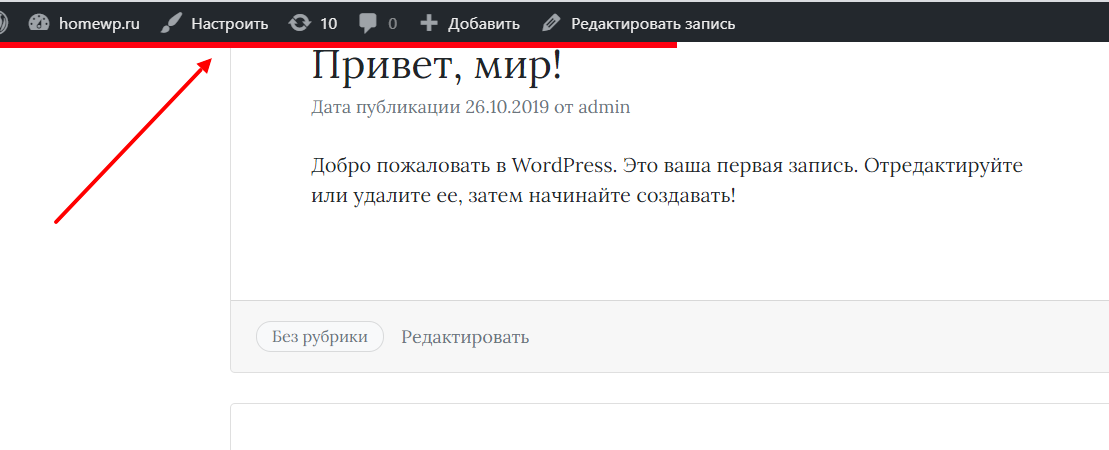 homewp.ru Настроить 10 0 Добавить Редактировать запись
Привет, мир!
Дата публикации 26.10.2019 от admin
Добро пожаловать в WordPress. Это ваша первая запись. Отредактируйте
или удалите ее, затем начинайте создавать!
Без рубрики Редактировать